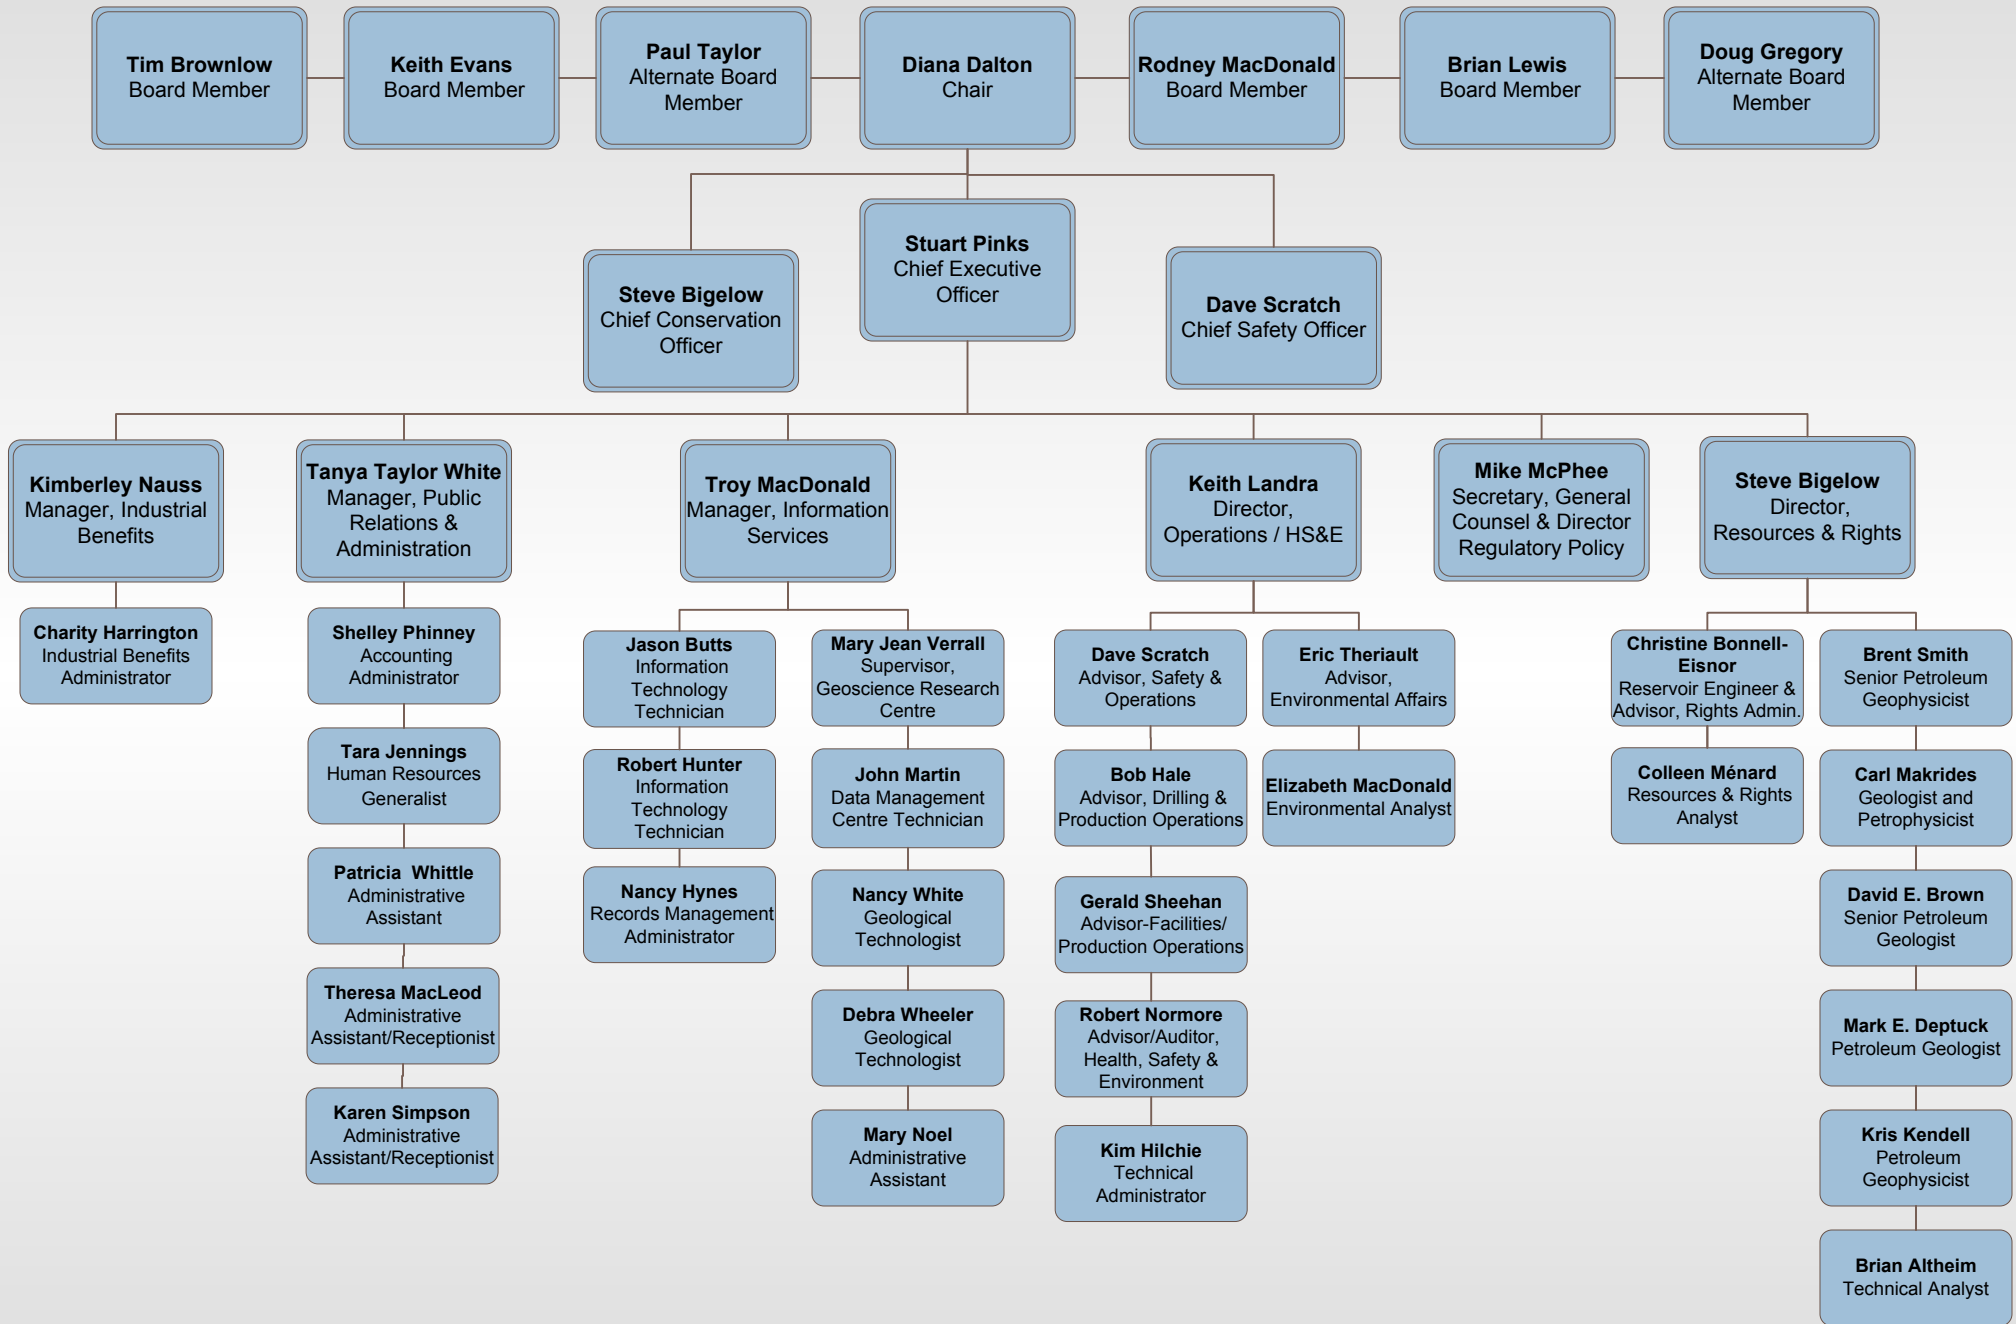 Tim Brownlow
Board Member
Keith Evans
Board Member
Paul Taylor
Alternate Board
Member
Diana Dalton
Chair
Rodney MacDonald
Board Member
Brian Lewis
Board Member
Doug Gregory
Alternate Board
Member
Steve Bigelow
Chief Conservation
Officer
Stuart Pinks
Chief Executive
Officer
Dave Scratch
Chief Safety Officer
Kimberley Nauss
Manager, Industrial
Benefits
Tanya Taylor White
Manager, Public
Relations &
Administration
Troy MacDonald
Manager, Information
Services
Keith Landra
Director,
Operations / HS&E
Mike McPhee
Secretary, General
Counsel & Director
Regulatory Policy
Steve Bigelow
Director,
Resources & Rights
Charity Harrington
Industrial Benefits
Administrator
Shelley Phinney
Accounting
Administrator
Tara Jennings
Human Resources
Generalist
Patricia Whittle
Administrative
Assistant
Theresa MacLeod
Administrative
Assistant/Receptionist
Karen Simpson
Administrative
Assistant/Receptionist
Jason Butts
Information
Technology
Technician
Robert Hunter
Information
Technology
Technician
Nancy Hynes
Records Management
Administrator
Mary Jean Verrall
Supervisor,
Geoscience Research
Centre
John Martin
Data Management
Centre Technician
Nancy White
Geological
Technologist
Debra Wheeler
Geological
Technologist
Mary Noel
Administrative
Assistant
Dave Scratch
Advisor, Safety &
Operations
Bob Hale
Advisor, Drilling &
Production Operations
Gerald Sheehan
Advisor-Facilities/
Production Operations
Robert Normore
Advisor/Auditor,
Health, Safety &
Environment
Kim Hilchie
Technical
Administrator
Eric Theriault
Advisor,
Environmental Affairs
Elizabeth MacDonald
Environmental Analyst
Christine Bonnell-
Eisnor
Reservoir Engineer &
Advisor, Rights Admin.
Colleen Ménard
Resources & Rights
Analyst
Brent Smith
Senior Petroleum
Geophysicist
Carl Makrides
Geologist and
Petrophysicist
David E. Brown
Senior Petroleum
Geologist
Mark E. Deptuck
Petroleum Geologist
Kris Kendell
Petroleum
Geophysicist
Brian Altheim
Technical Analyst